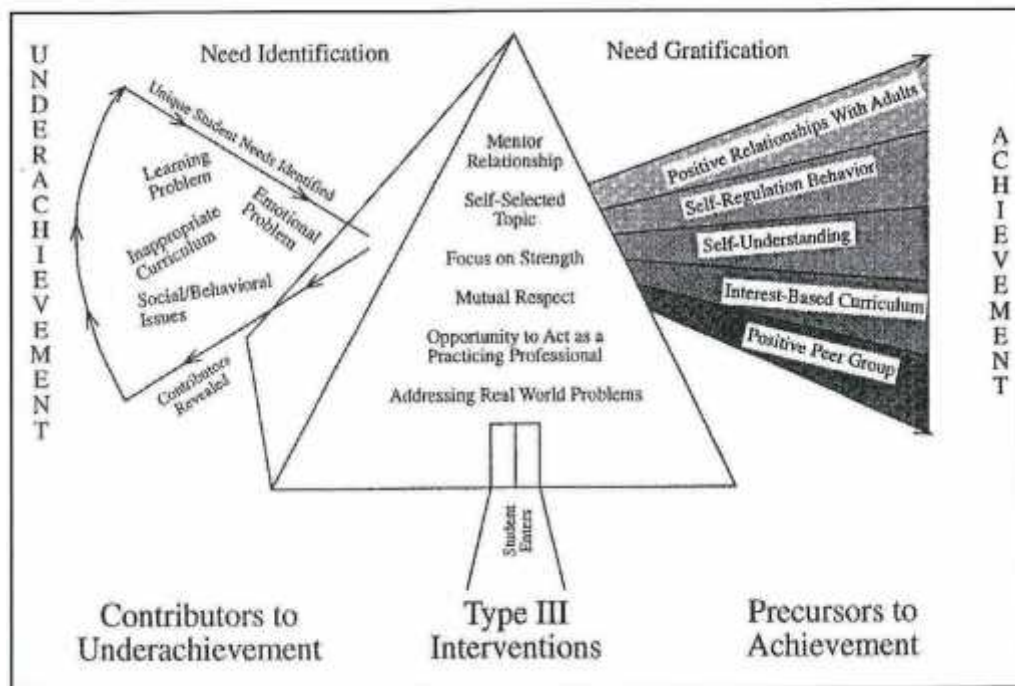 UNDERACHIEVEMENT
Need Identification
Unique Student Needs Identified
Learning
Problem
Emotional
Problem
Inappropriate
Curriculum
Social/Behavioral
Issues
Contributors
Revealed
Mentor
Relationship
Self-Selected
Topic
Focus on Strength
Mutual Respect
Opportunity to Act as a
Practicing Professional
Addressing Real World Problems
Student
Enters
Need Gratification
Positive Relationships With Adults
Self-Regulation Behavior
Self-Understanding
Interest-Based Curriculum
Positive Peer Group
ACHIEVEMENT
Contributors to
Underachievement
Type III
Interventions
Precursors to
Achievement